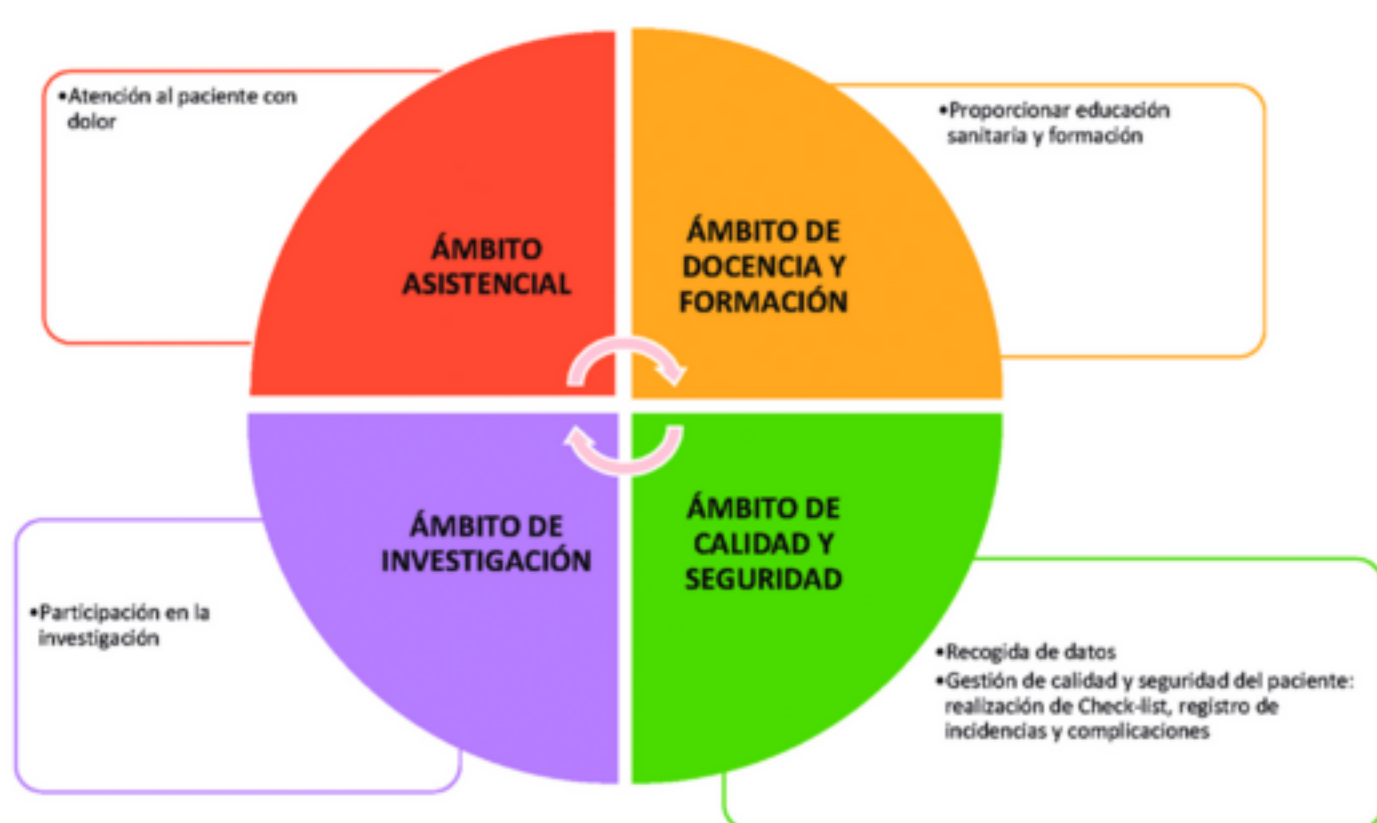 •Atención al paciente con
dolor
•Proporcionar educación
sanitaria y formación
ÁMBITO
ASISTENCIAL
ÁMBITO DE
DOCENCIA Y
FORMACIÓN
ÁMBITO DE
INVESTIGACIÓN
ÁMBITO DE
CALIDAD Y
SEGURIDAD
•Participación en la
investigación
•Recogida de datos
•Gestión de calidad y seguridad del paciente:
realización de Check-list, registro de
incidencias y complicaciones